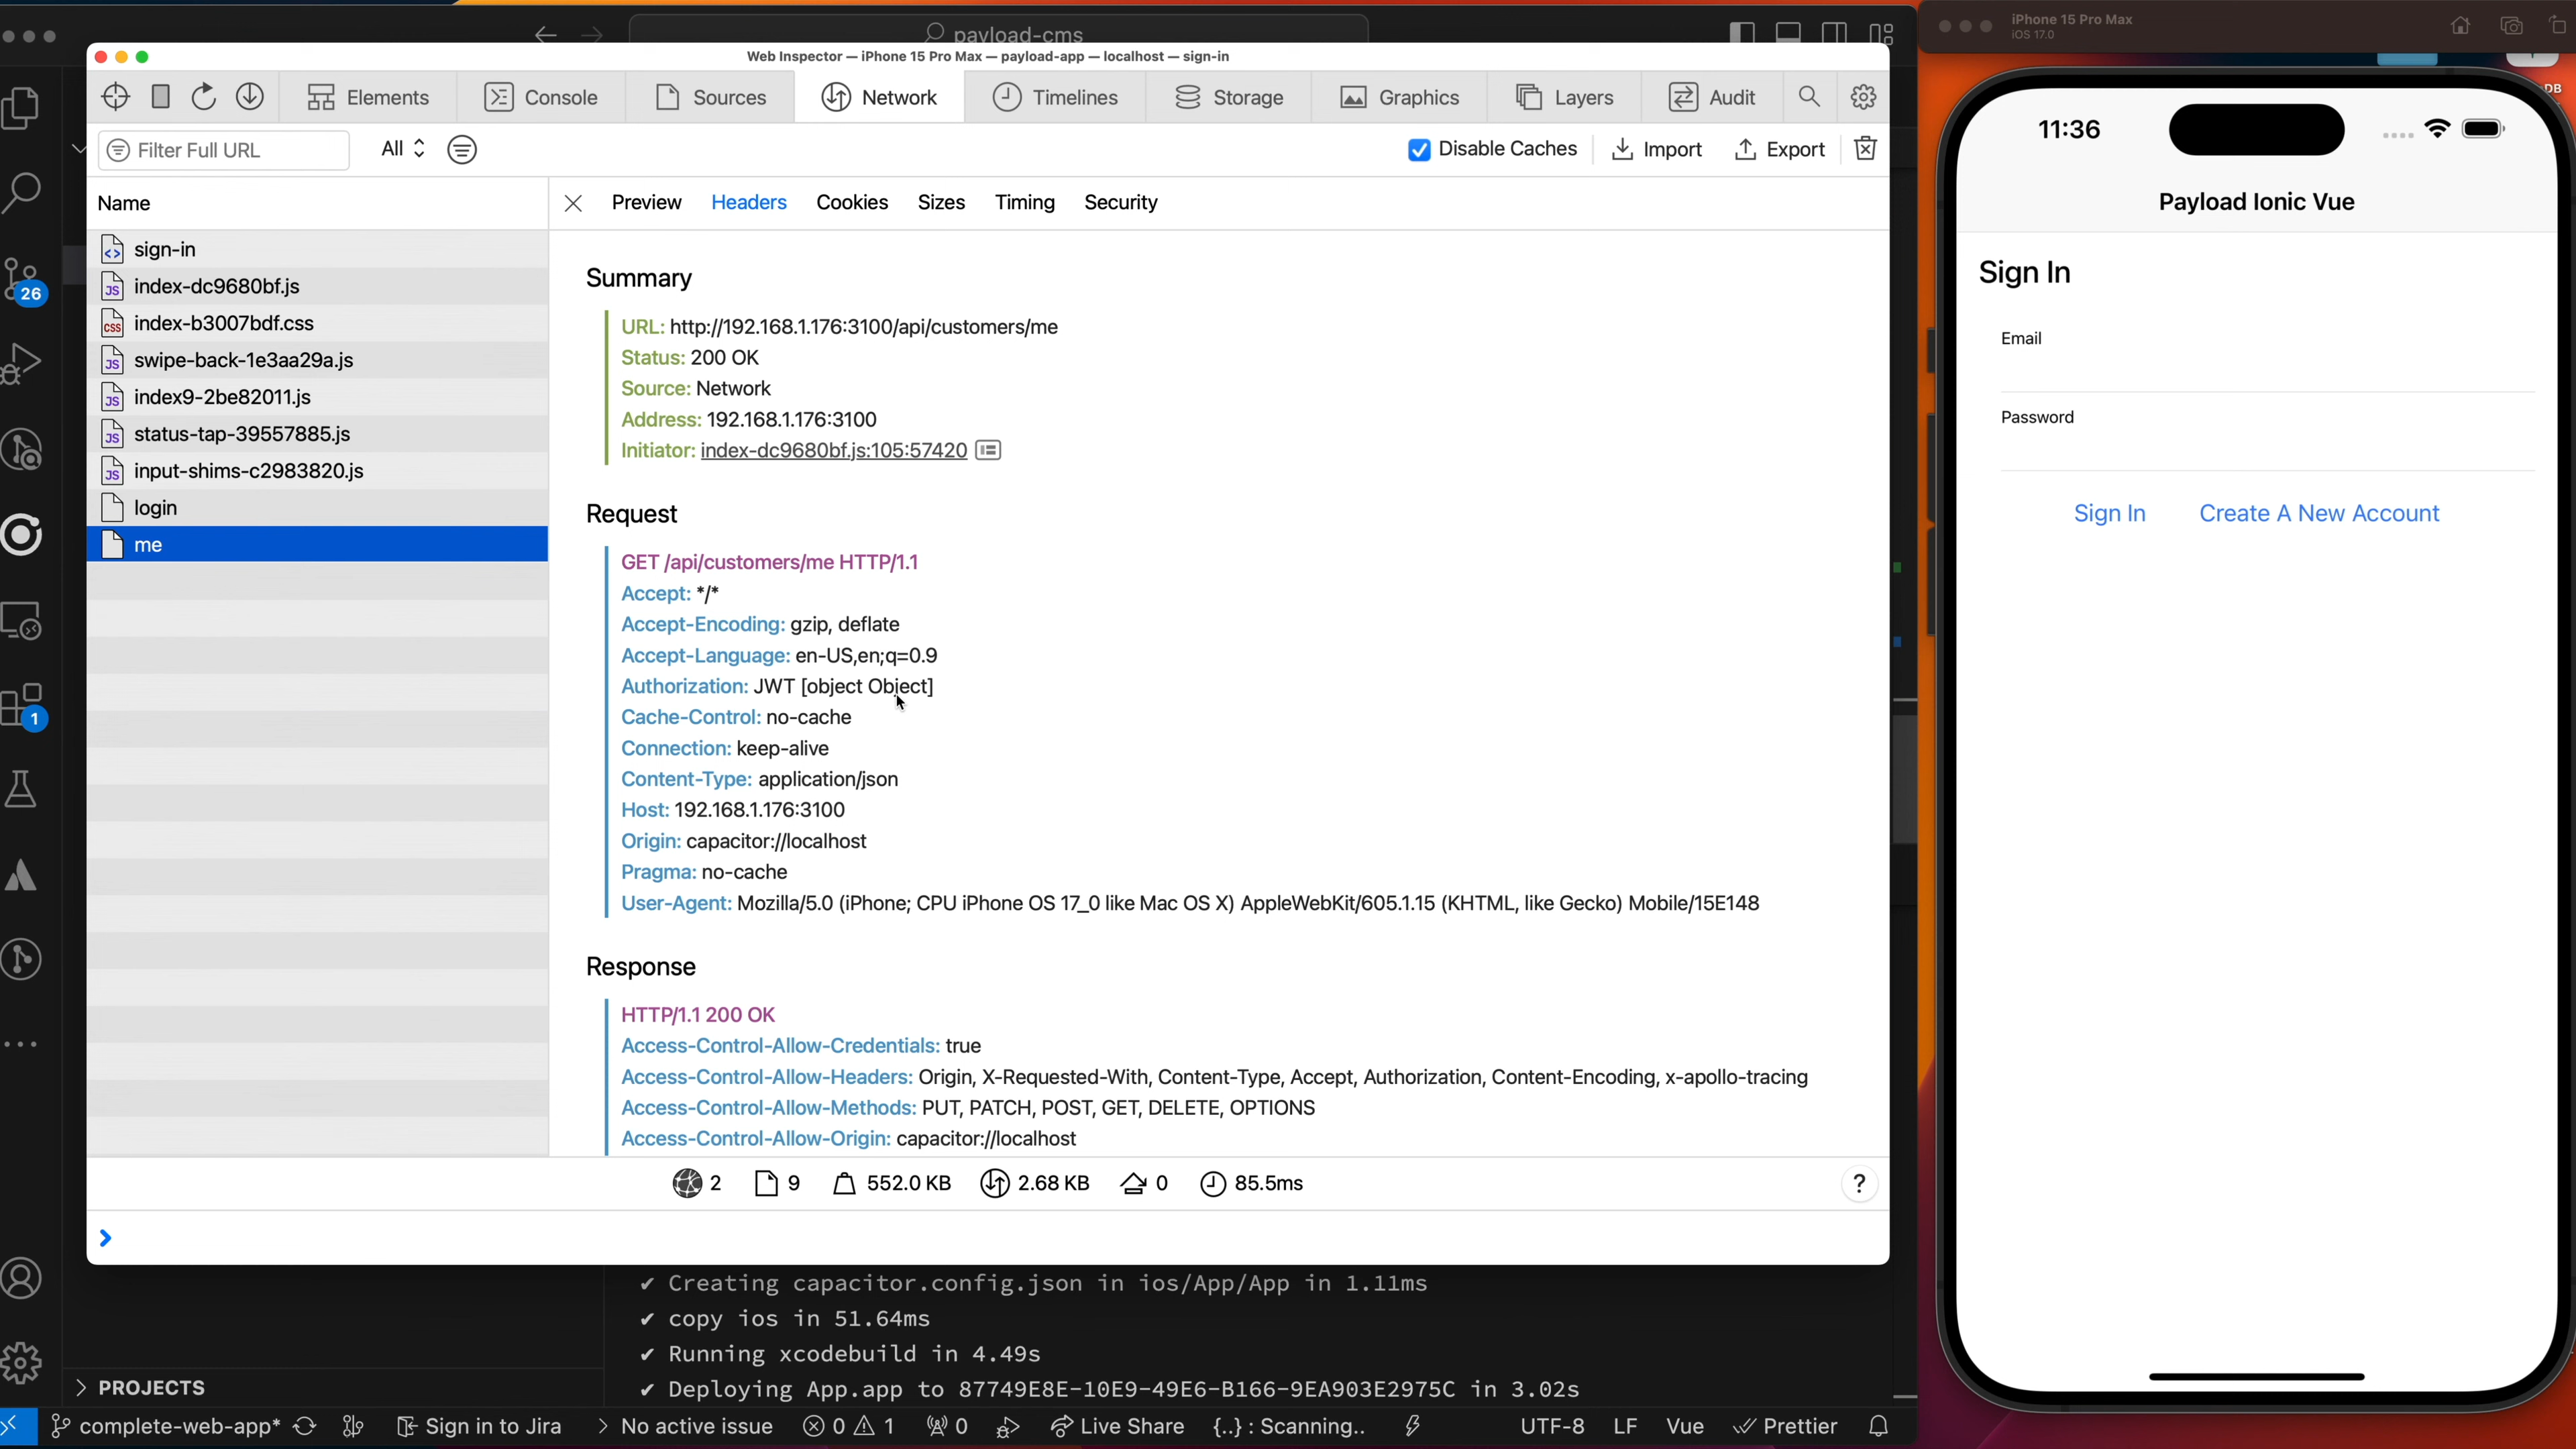 payload-cms
Web Inspector — iPhone 15 Pro Max — payload-app — localhost — sign-in
Elements
Console
Sources
Network
Timelines
Storage
Graphics
Layers
Audit
Filter Full URL
All
Disable Caches
Import
Export
Name
Preview
Headers
Cookies
Sizes
Timing
Security
sign-in
index-dc9680bf.js
index-b3007bdf.css
swipe-back-1e3aa29a.js
index9-2be82011.js
status-tap-39557885.js
input-shims-c2983820.js
login
me
JS
CSS
JS
JS
JS
JS
26
1
Summary
URL: http://192.168.1.176:3100/api/customers/me
Status: 200 OK
Source: Network
Address: 192.168.1.176:3100
Initiator: index-dc9680bf.js:105:57420
Request
GET /api/customers/me HTTP/1.1
Accept: */*
Accept-Encoding: gzip, deflate
Accept-Language: en-US,en;q=0.9
Authorization: JWT [object Object]
Cache-Control: no-cache
Connection: keep-alive
Content-Type: application/json
Host: 192.168.1.176:3100
Origin: capacitor://localhost
Pragma: no-cache
User-Agent: Mozilla/5.0 (iPhone; CPU iPhone OS 17_0 like Mac OS X) AppleWebKit/605.1.15 (KHTML, like Gecko) Mobile/15E148
Response
HTTP/1.1 200 OK
Access-Control-Allow-Credentials: true
Access-Control-Allow-Headers: Origin, X-Requested-With, Content-Type, Accept, Authorization, Content-Encoding, x-apollo-tracing
Access-Control-Allow-Methods: PUT, PATCH, POST, GET, DELETE, OPTIONS
Access-Control-Allow-Origin: capacitor://localhost
2
9
552.0 KB
2.68 KB
0
85.5ms
?
✔ Creating capacitor.config.json in ios/App/App in 1.11ms
✔ copy ios in 51.64ms
✔ Running xcodebuild in 4.49s
✔ Deploying App.app to 87749E8E-10E9-49E6-B166-9EA903E2975C in 3.02s
PROJECTS
complete-web-app*
Sign in to Jira
No active issue
0
1
0
Live Share
{..} : Scanning..
UTF-8
LF
Vue
Prettier
iPhone 15 Pro Max
iOS 17.0
DB
11:36
Payload Ionic Vue
Sign In
Email
Password
Sign In
Create A New Account